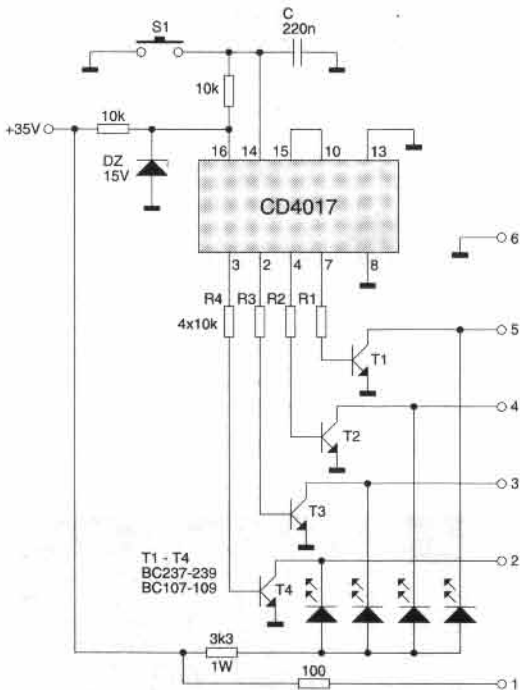 S1
C
220n
10k
+35V
10k
DZ
15V
16 14 15 10 13
CD4017
3 2 4 7 8
6
R4 R3 R2 R1
4x10k
5
T1
4
T2
3
T3
T1 - T4
BC237-239
BC107-109
2
T4
3k3
1W
100
1